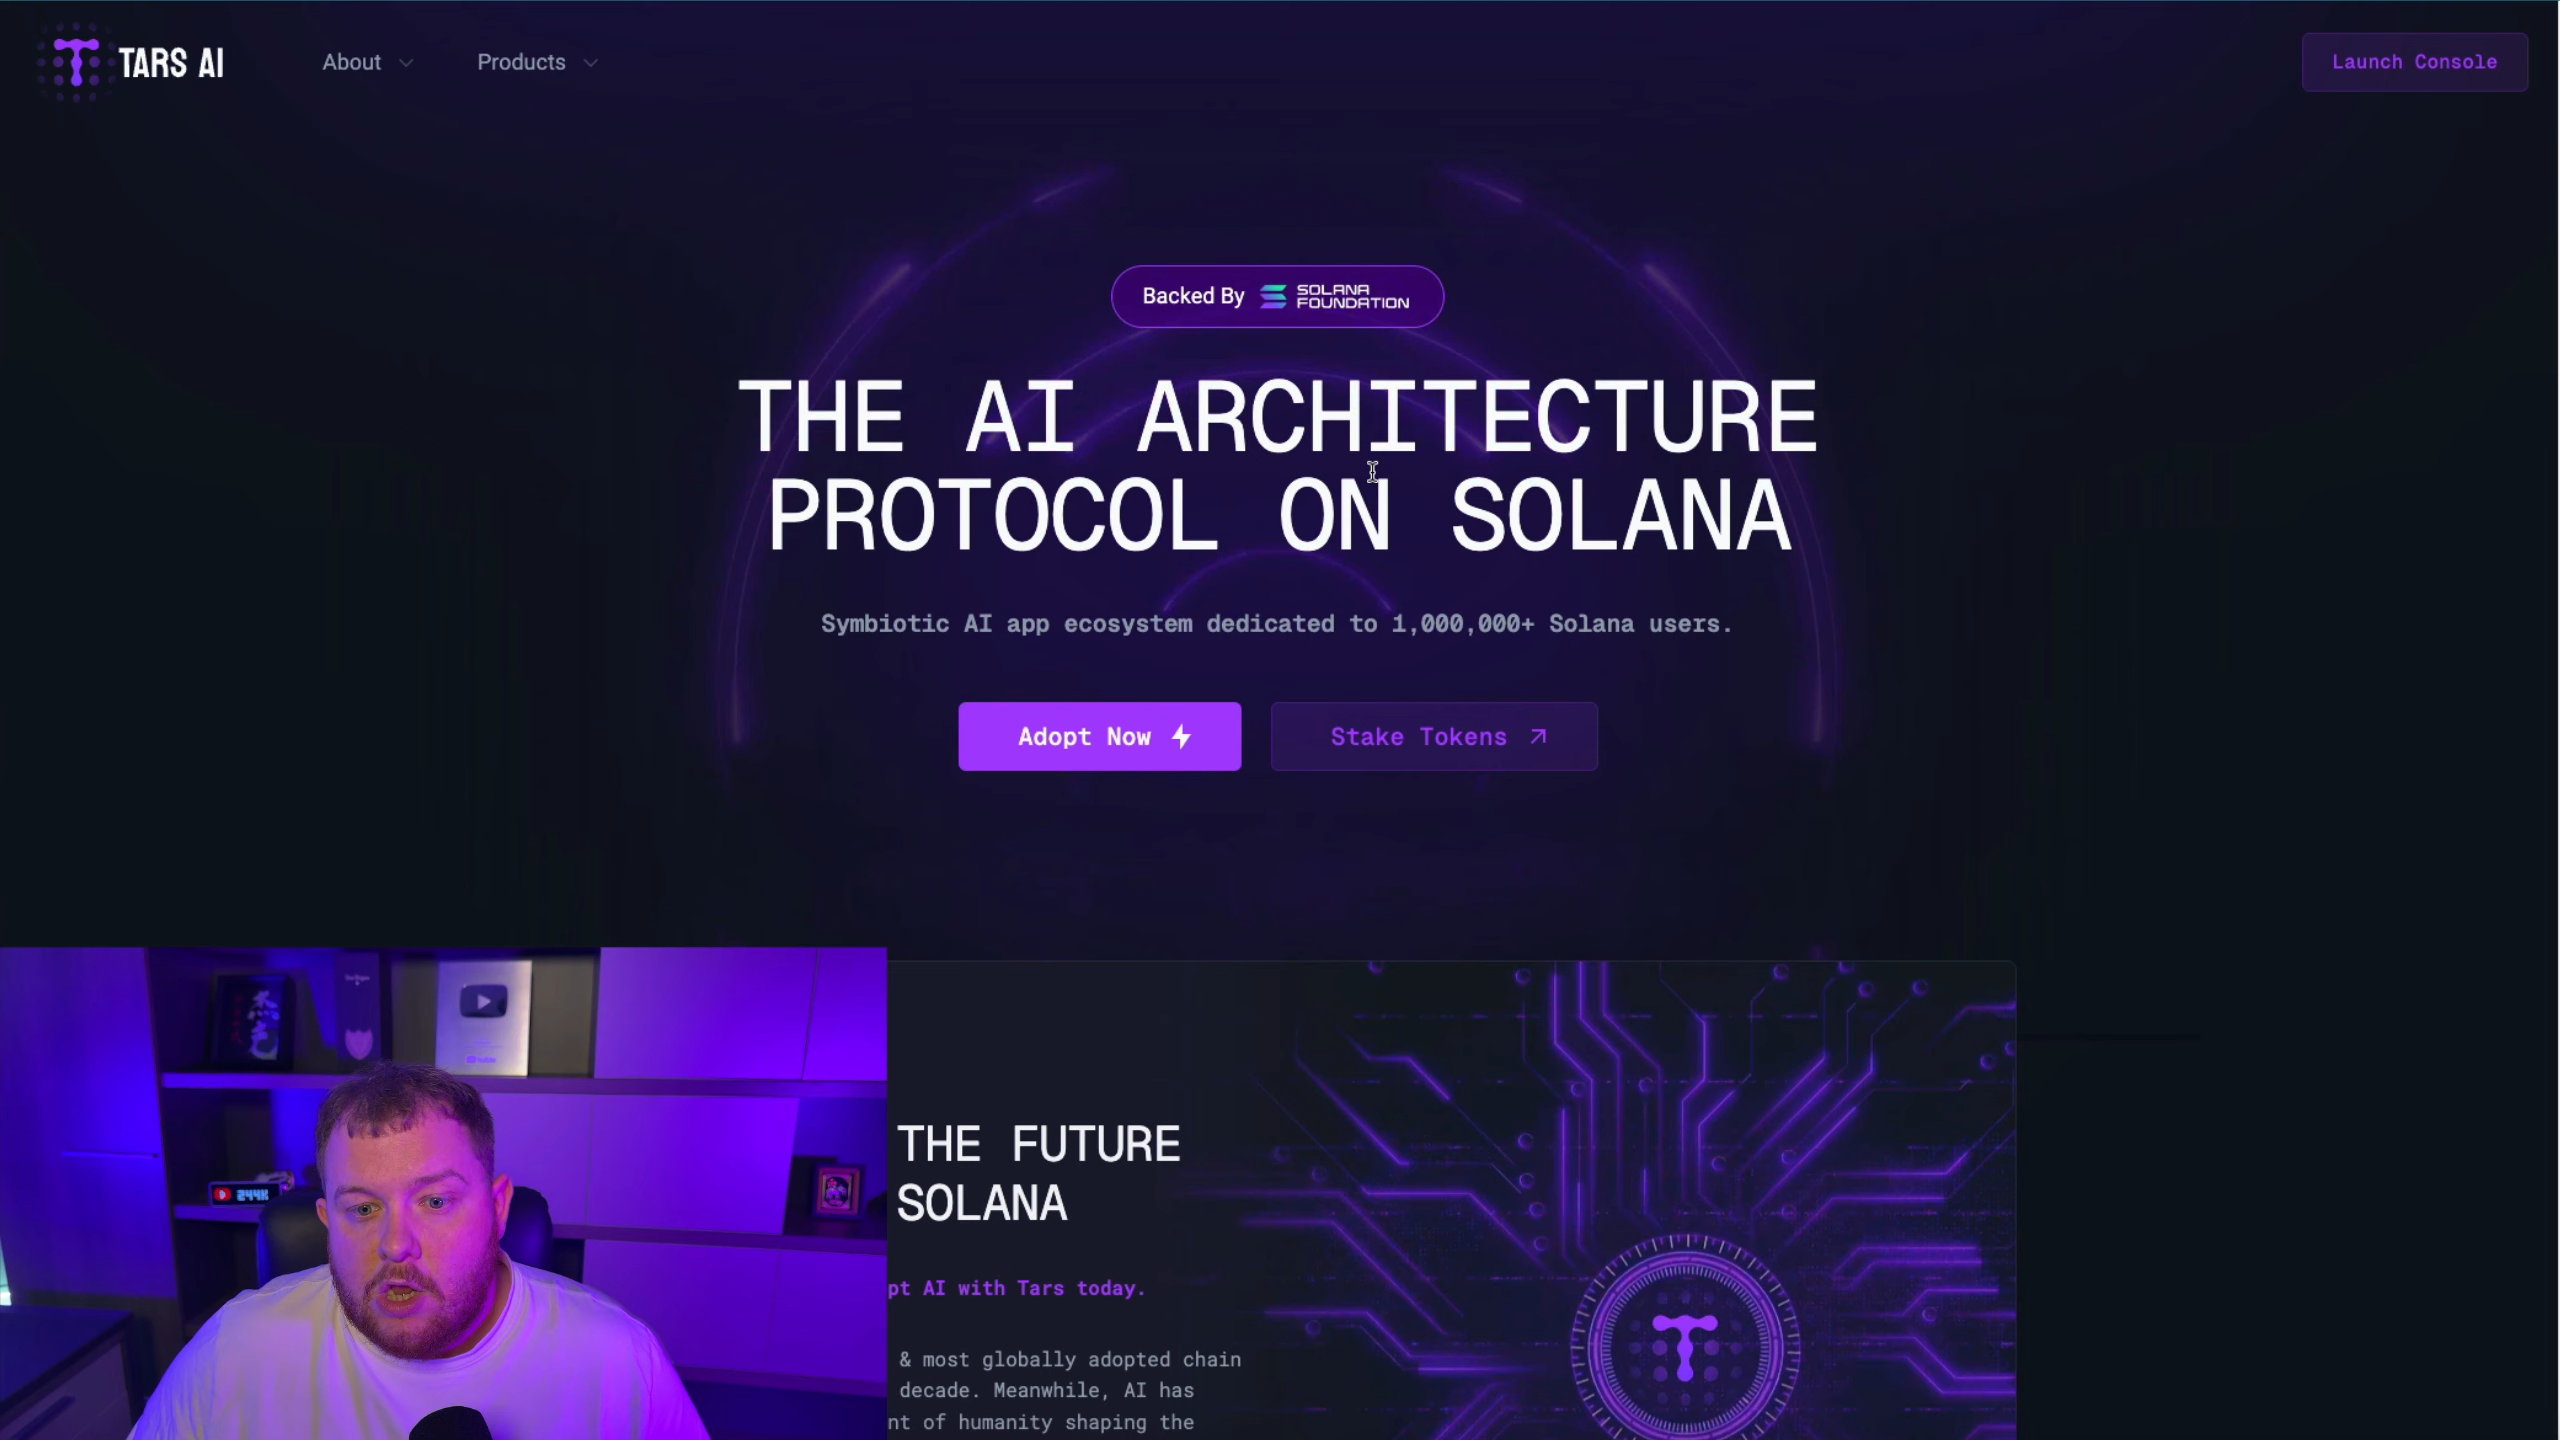 TARS AI
About
Products
Launch Console
Backed By SOLANA FOUNDATION
THE AI ARCHITECTURE
PROTOCOL ON SOLANA
Symbiotic AI app ecosystem dedicated to 1,000,000+ Solana users.
Adopt Now
Stake Tokens
244K
THE FUTURE
SOLANA
pt AI with Tars today.
& most globally adopted chain
decade. Meanwhile, AI has
nt of humanity shaping the